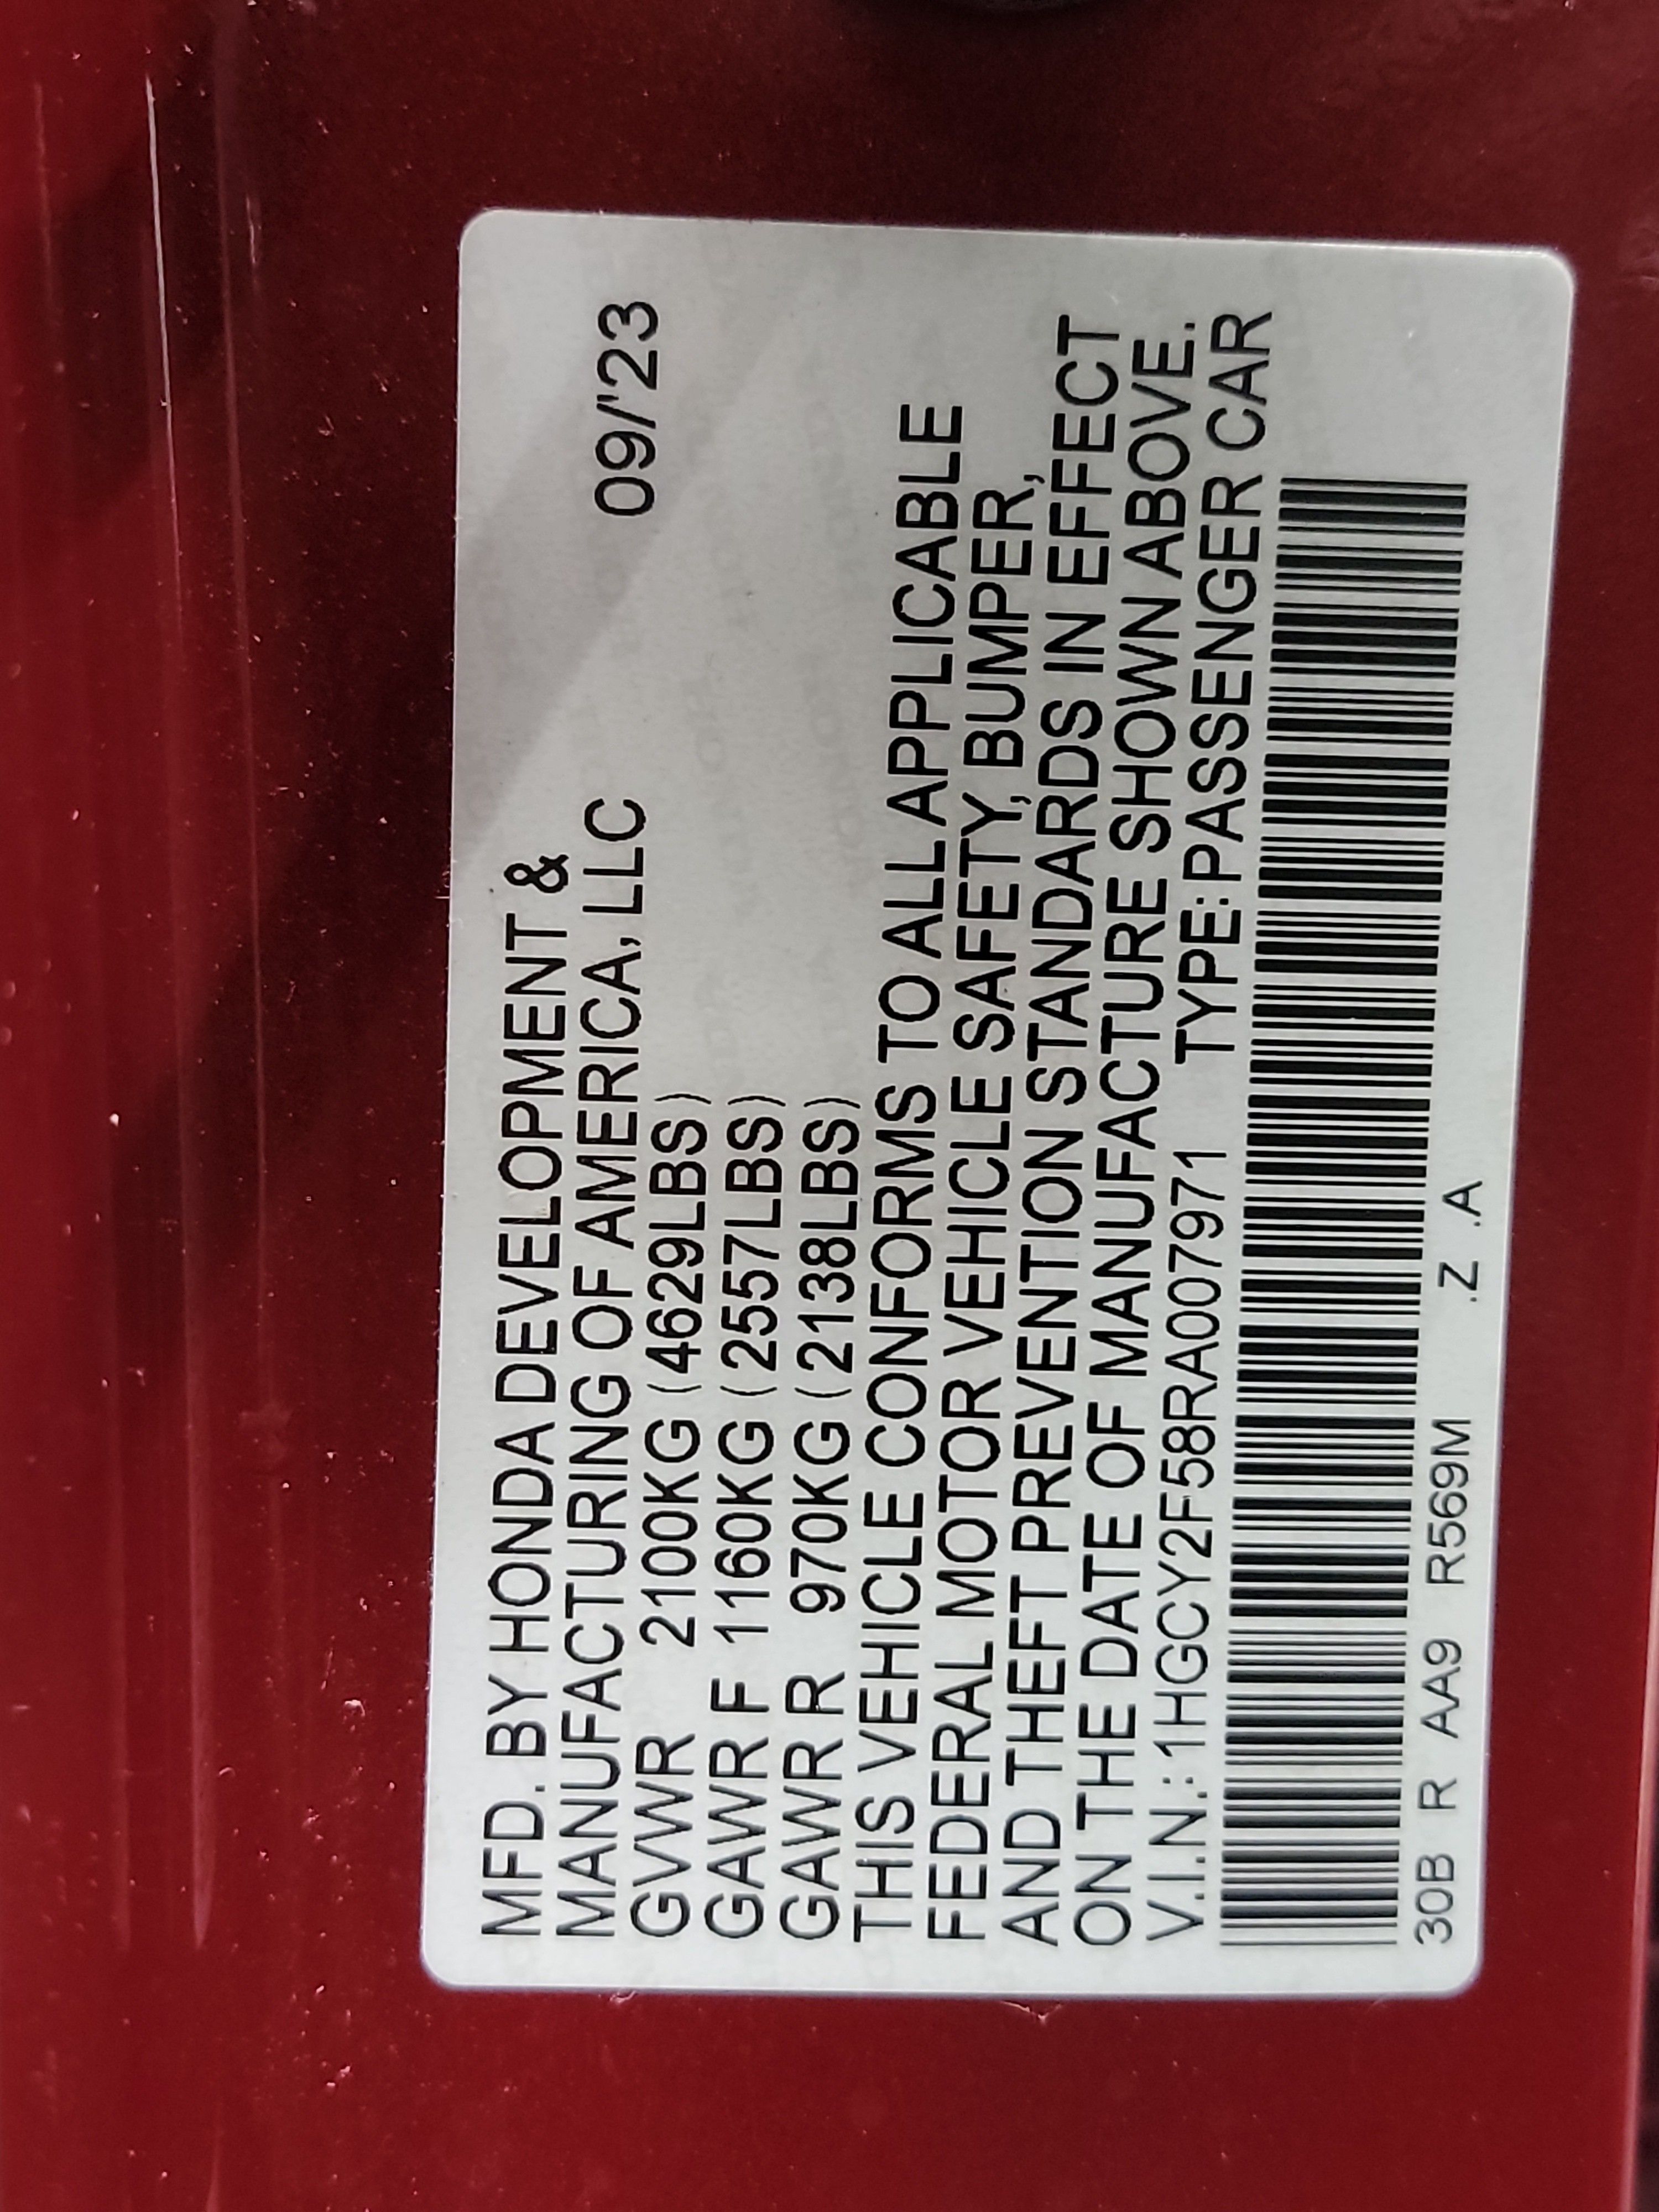 MFD. BY HONDA DEVELOPMENT &
MANUFACTURING OF AMERICA, LLC 09/'23
GVWR 2100KG (4629LBS)
GAWR F 1160KG (2557LBS)
GAWR R 970KG (2138LBS)
THIS VEHICLE CONFORMS TO ALL APPLICABLE
FEDERAL MOTOR VEHICLE SAFETY, BUMPER,
AND THEFT PREVENTION STANDARDS IN EFFECT
ON THE DATE OF MANUFACTURE SHOWN ABOVE.
V.I.N.: 1HGCY2F58RA007971 TYPE: PASSENGER CAR
30B R AA9 R569M .Z .A